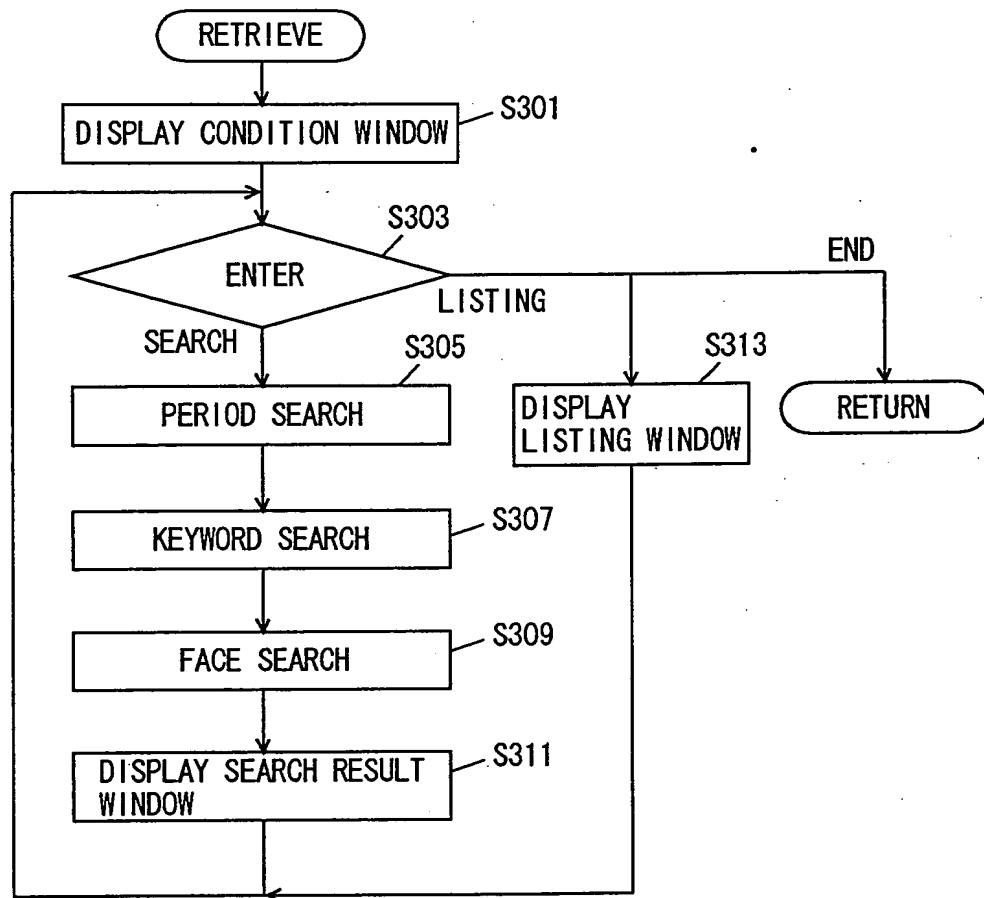 RETRIEVE
S301
DISPLAY CONDITION WINDOW
S303
ENTER
END
LISTING
SEARCH
S305
S313
PERIOD SEARCH
DISPLAY
LISTING WINDOW
RETURN
S307
KEYWORD SEARCH
S309
FACE SEARCH
S311
DISPLAY SEARCH RESULT
WINDOW